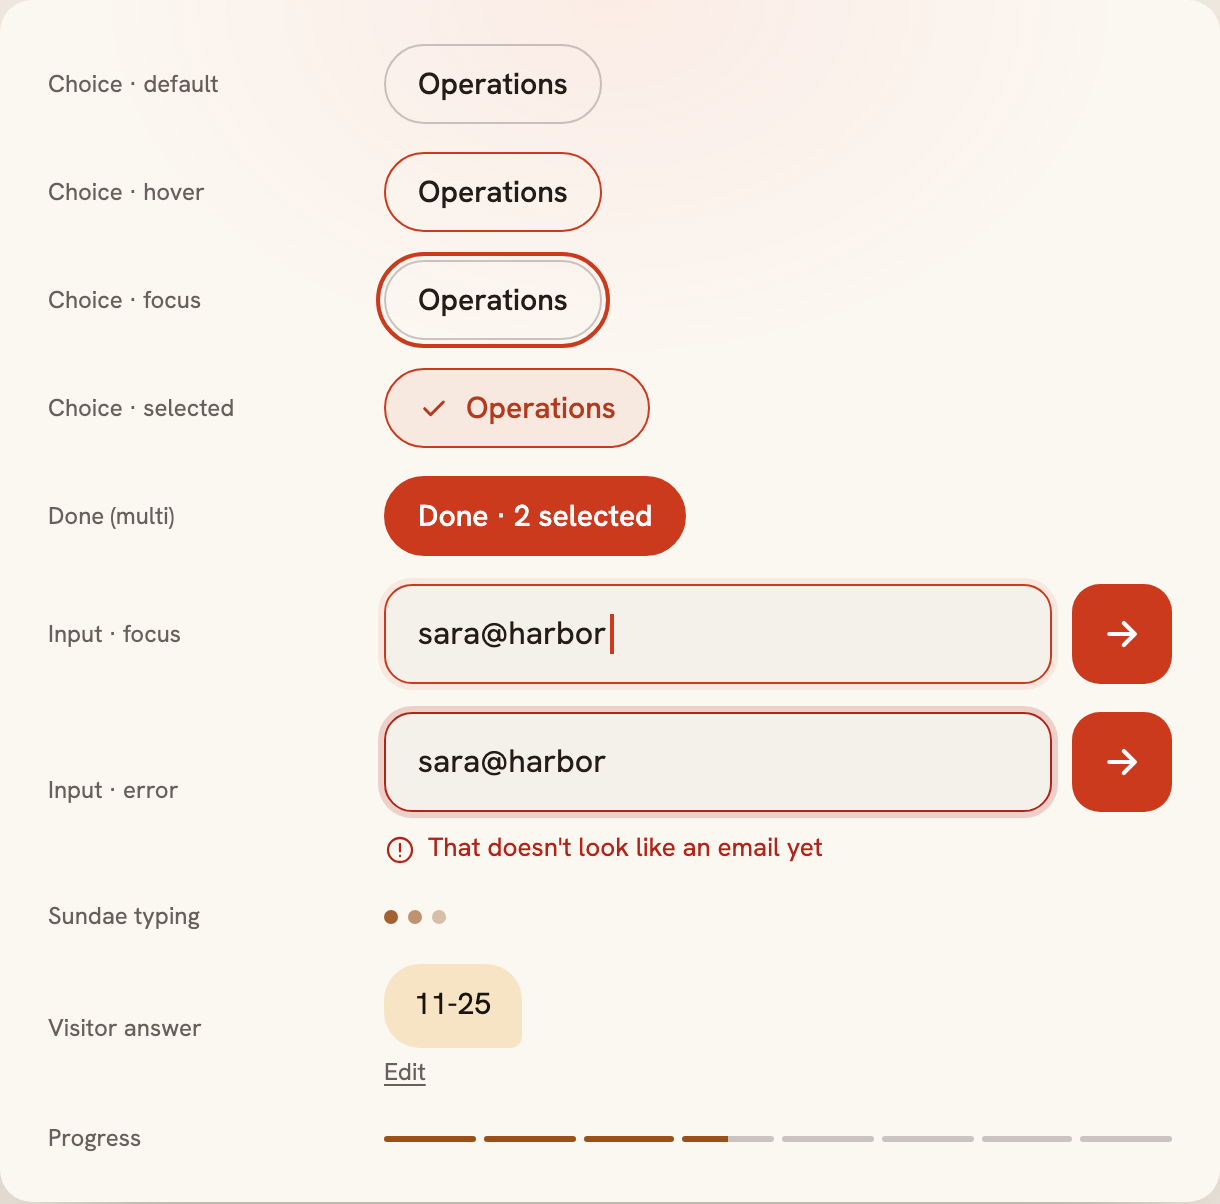 Choice · default
Operations
Choice · hover
Operations
Choice · focus
Operations
Choice · selected
Operations
Done (multi)
Done · 2 selected
Input · focus
sara@harbor
Input · error
sara@harbor
That doesn't look like an email yet
Sundae typing
Visitor answer
11-25
Edit
Progress